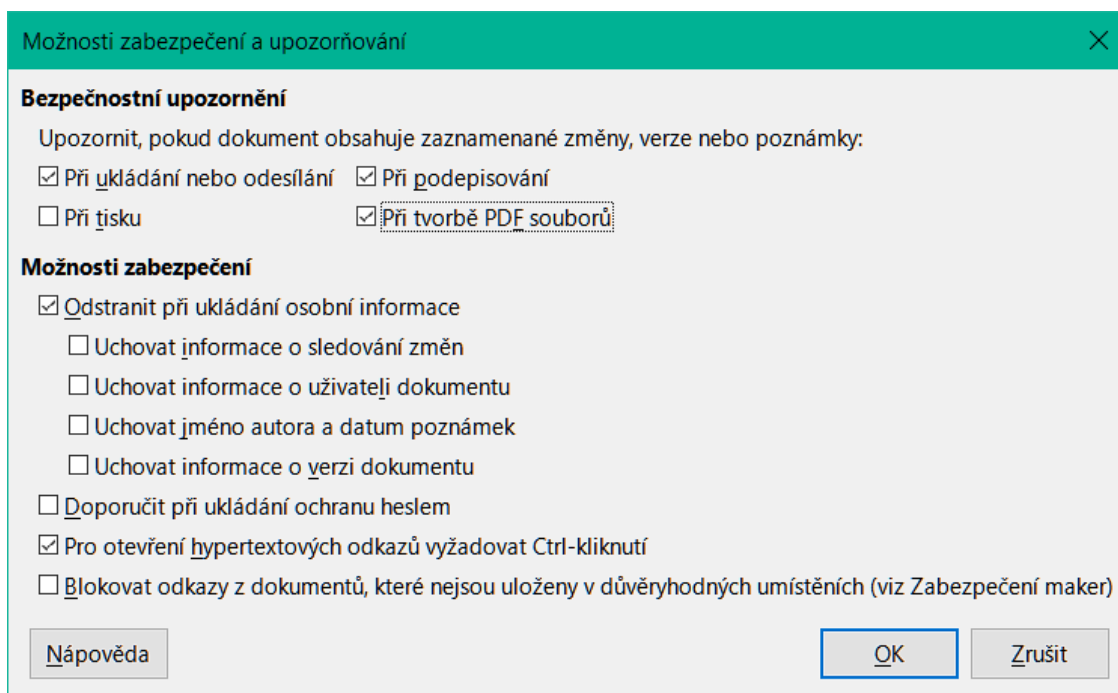 Možnosti zabezpečení a upozorňování
Bezpečnostní upozornění
Upozornit, pokud dokument obsahuje zaznamenané změny, verze nebo poznámky:
Při ukládání nebo odesílání Při podepisování
Při tisku Při tvorbě PDF souborů
Možnosti zabezpečení
Odstranit při ukládání osobní informace
Uchovat informace o sledování změn
Uchovat informace o uživateli dokumentu
Uchovat jméno autora a datum poznámek
Uchovat informace o verzi dokumentu
Doporučit při ukládání ochranu heslem
Pro otevření hypertextových odkazů vyžadovat Ctrl-kliknutí
Blokovat odkazy z dokumentů, které nejsou uloženy v důvěryhodných umístěních (viz Zabezpečení maker)
Nápověda OK Zrušit